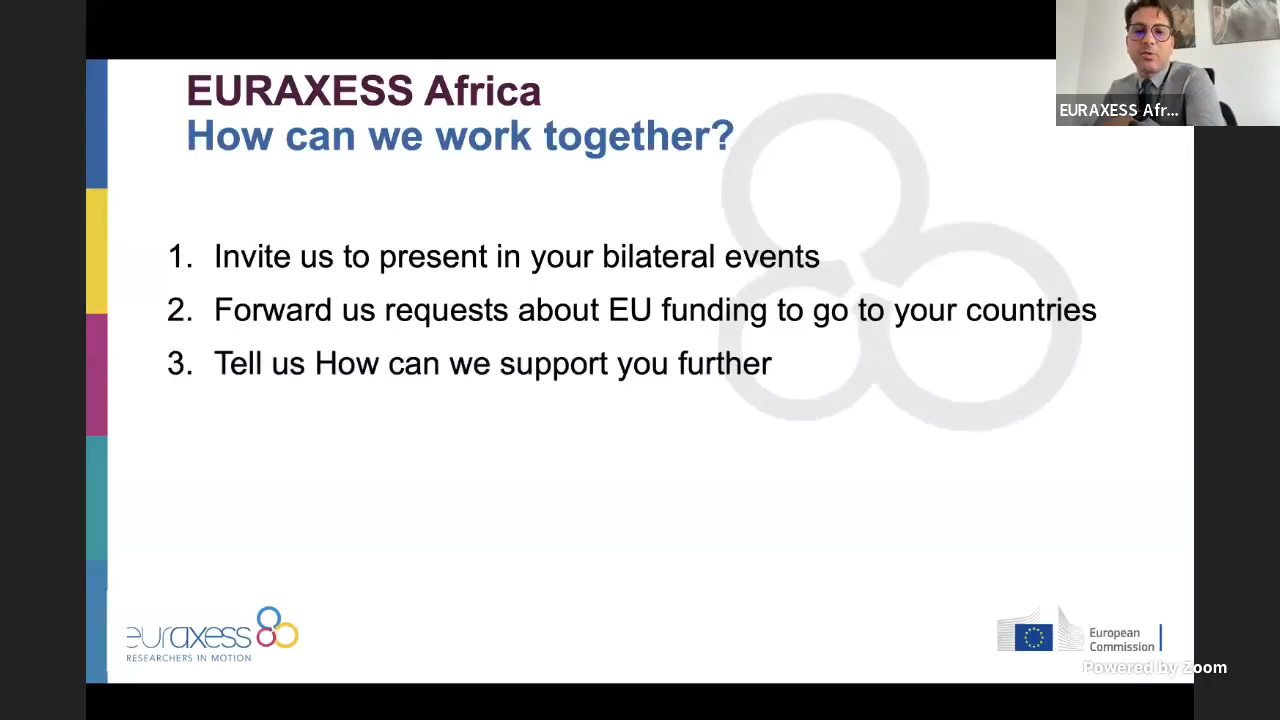 EURAXESS Africa
How can we work together?
EURAXESS Afr...
1. Invite us to present in your bilateral events
2. Forward us requests about EU funding to go to your countries
3. Tell us How can we support you further
euraxess
RESEARCHERS IN MOTION
European
Commission
Powered by Zoom